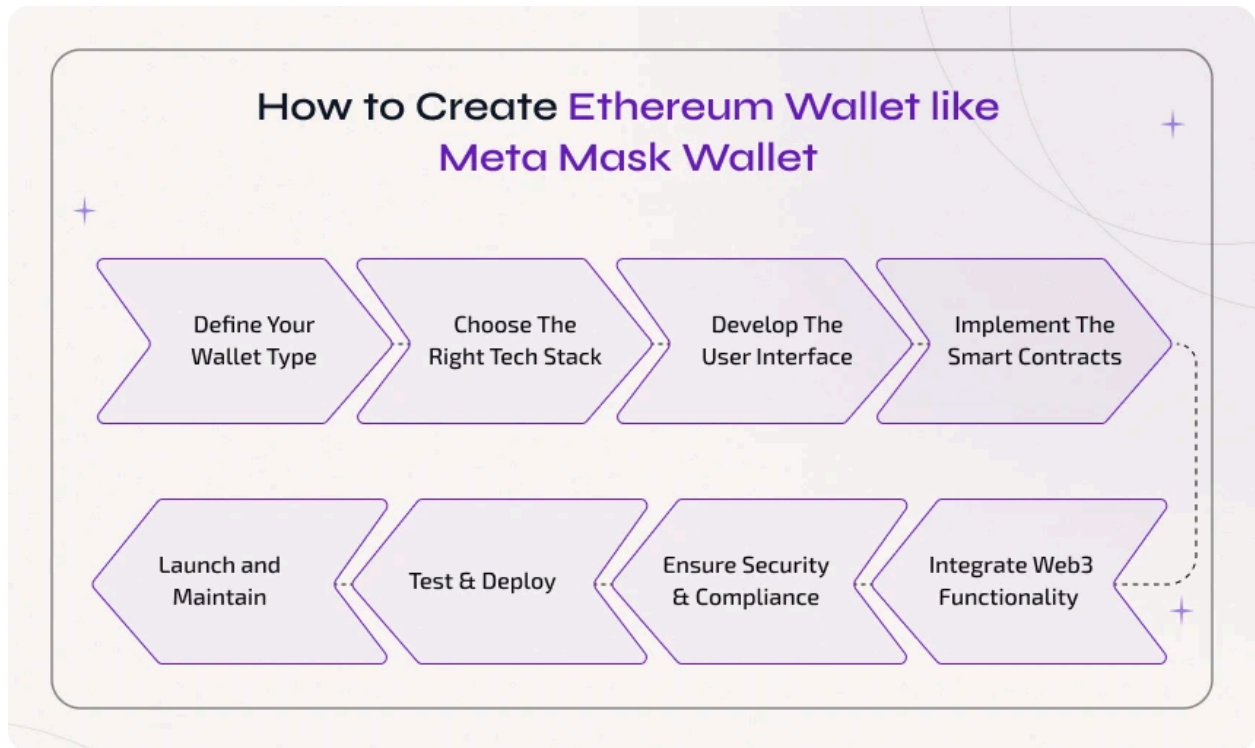 How to Create Ethereum Wallet like
Meta Mask Wallet
Define Your
Wallet Type
Choose The
Right Tech Stack
Develop The
User Interface
Implement The
Smart Contracts
Integrate Web3
Functionality
Ensure Security
& Compliance
Test & Deploy
Launch and
Maintain